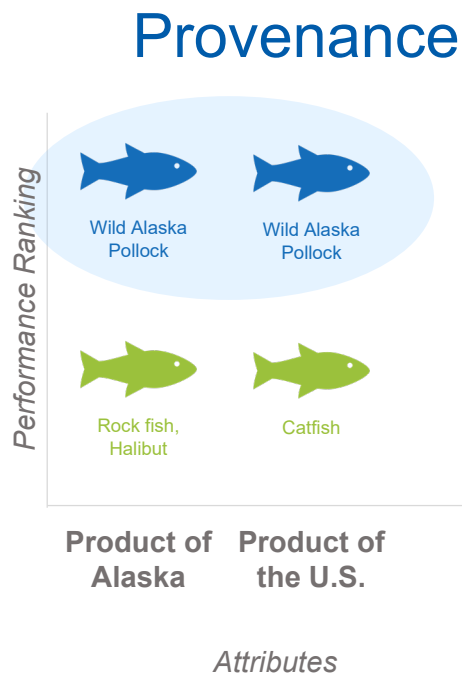 Provenance
Performance Ranking
Wild Alaska
Pollock
Wild Alaska
Pollock
Rock fish,
Halibut
Catfish
Product of
Alaska
Product of
the U.S.
Attributes